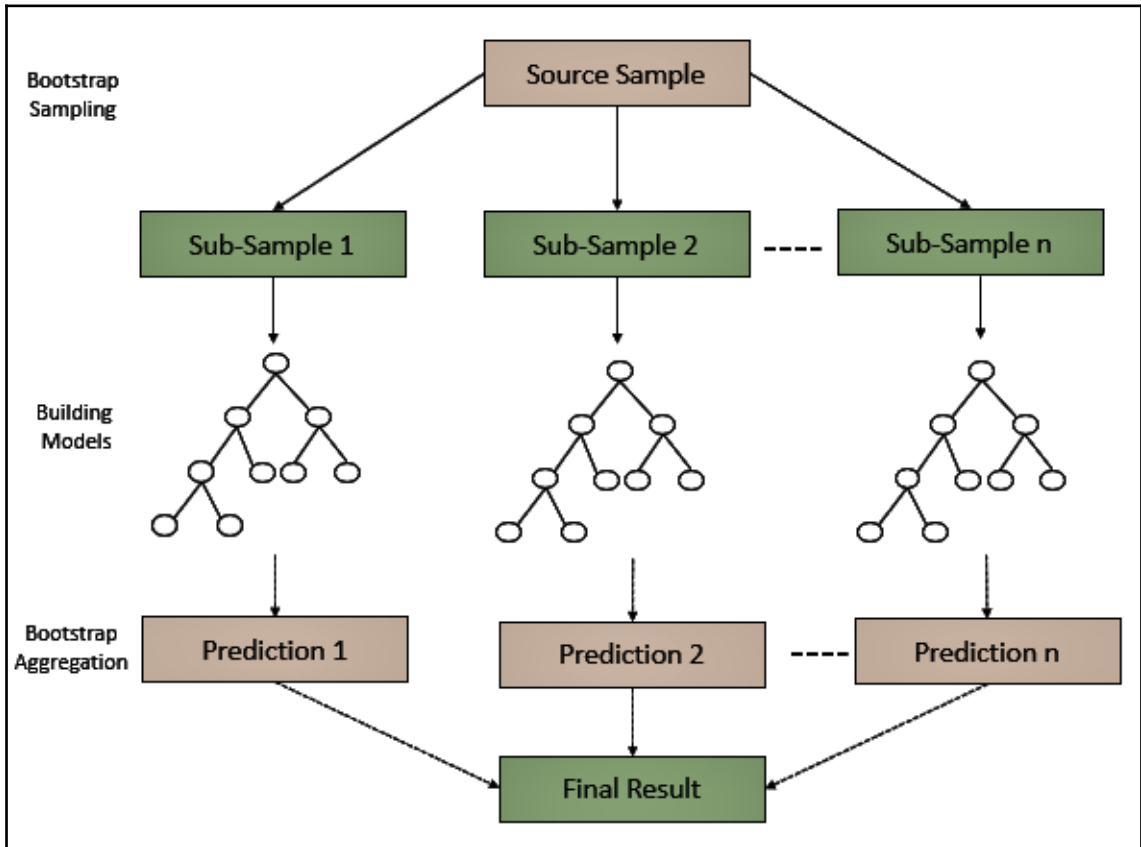 Bootstrap
Sampling
Source Sample
Sub-Sample 1
Sub-Sample 2
Sub-Sample n
Building
Models
Bootstrap
Aggregation
Prediction 1
Prediction 2
Prediction n
Final Result